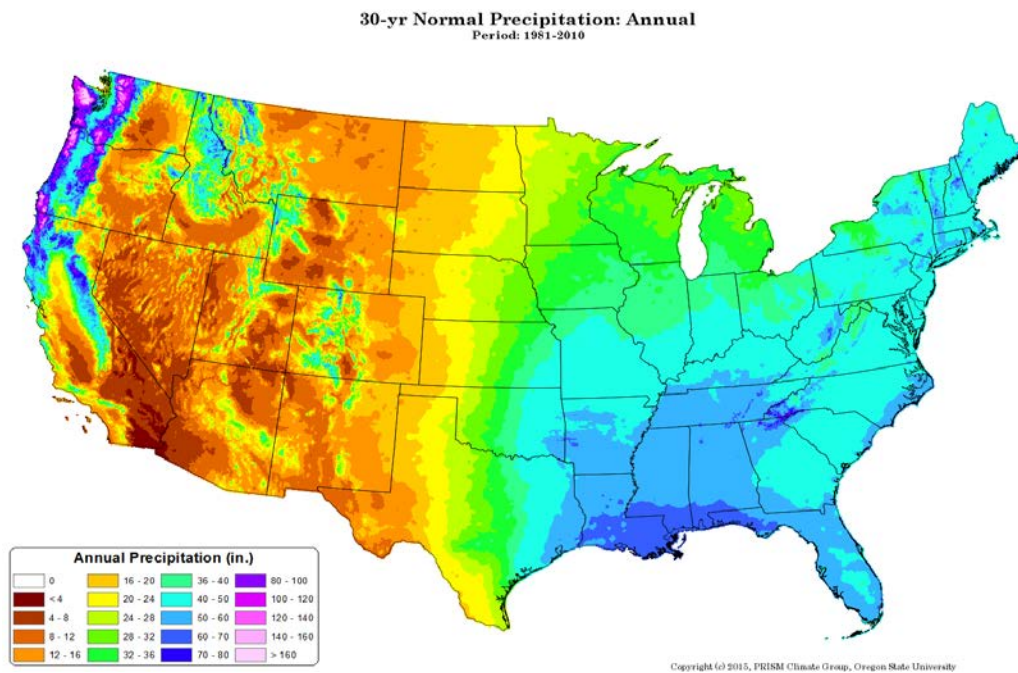 30-yr Normal Precipitation: Annual
Period: 1981-2010
Annual Precipitation (in.)
0 16 - 20 36 - 40 80 - 100
< 4 20 - 24 40 - 50 100 - 120
4 - 8 24 - 28 50 - 60 120 - 140
8 - 12 28 - 32 60 - 70 140 - 160
12 - 16 32 - 36 70 - 80 > 160
Copyright (c) 2015, PRISM Climate Group, Oregon State University